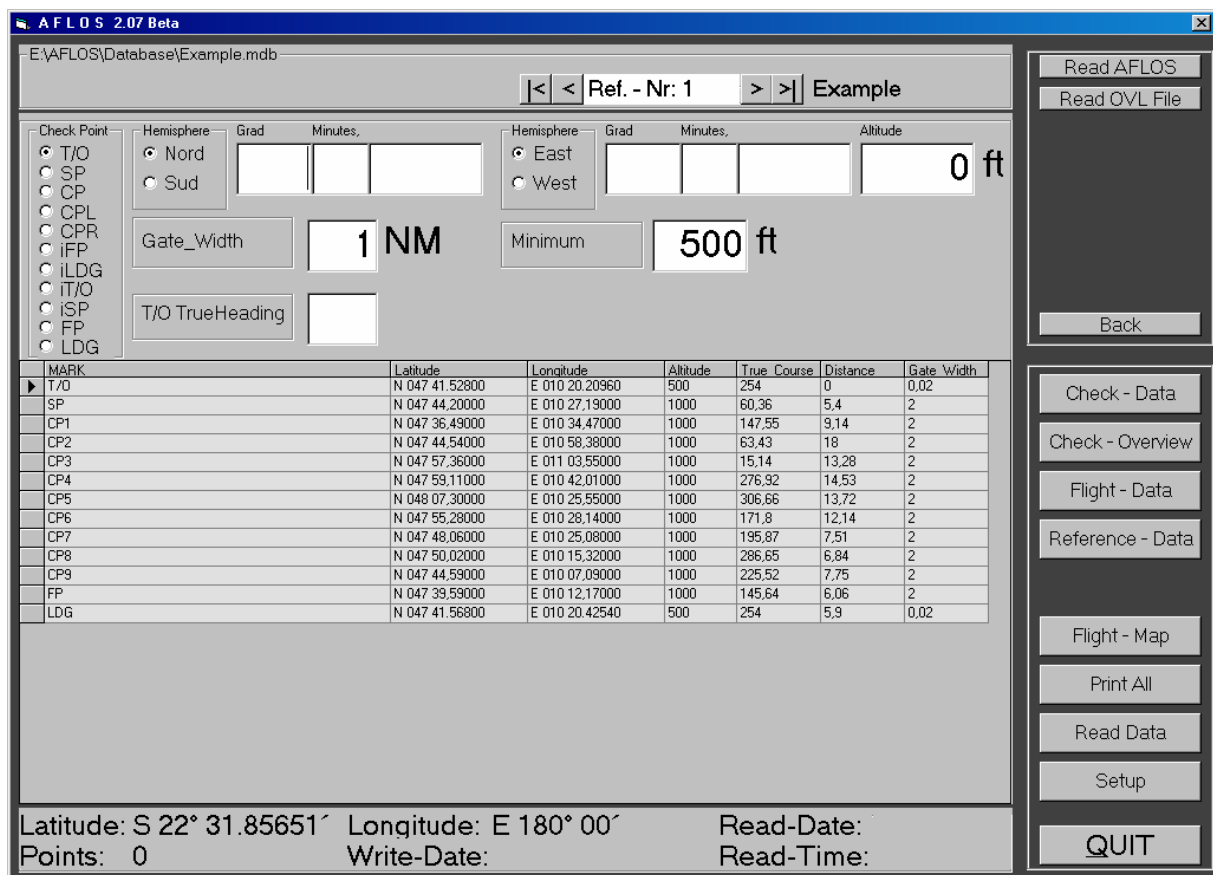 A F L O S 2.07 Beta
E:\AFLOS\Database\Example.mdb
|< < Ref. - Nr: 1 > >| Example
Read AFLOS
Read OVL File
Back
Check Point
T/O
SP
CP
CPL
CPR
iFP
iLDG
iT/O
iSP
FP
LDG
Hemisphere Grad Minutes,
Nord
Sud
Hemisphere Grad Minutes, Altitude
East
West
0 ft
Gate_Width 1 NM
Minimum 500 ft
T/O TrueHeading
MARK Latitude Longitude Altitude True_Course Distance Gate_Width
T/O N 047 41.52800 E 010 20.20960 500 254 0 0,02
SP N 047 44,20000 E 010 27,19000 1000 60,36 5,4 2
CP1 N 047 36,49000 E 010 34,47000 1000 147,55 9,14 2
CP2 N 047 44,54000 E 010 58,38000 1000 63,43 18 2
CP3 N 047 57,36000 E 011 03,55000 1000 15,14 13,28 2
CP4 N 047 59,11000 E 010 42,01000 1000 276,92 14,53 2
CP5 N 048 07,30000 E 010 25,55000 1000 306,66 13,72 2
CP6 N 047 55,28000 E 010 28,14000 1000 171,8 12,14 2
CP7 N 047 48,06000 E 010 25,08000 1000 195,87 7,51 2
CP8 N 047 50,02000 E 010 15,32000 1000 286,65 6,84 2
CP9 N 047 44,59000 E 010 07,09000 1000 225,52 7,75 2
FP N 047 39,59000 E 010 12,17000 1000 145,64 6,06 2
LDG N 047 41.56800 E 010 20.42540 500 254 5,9 0,02
Check - Data
Check - Overview
Flight - Data
Reference - Data
Flight - Map
Print All
Read Data
Setup
QUIT
Latitude: S 22° 31.85651´ Longitude: E 180° 00´ Read-Date:
Points: 0 Write-Date: Read-Time: